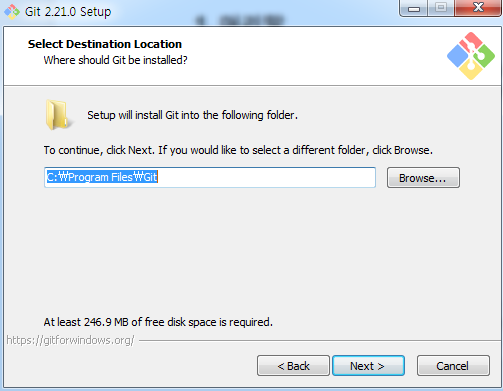 Git 2.21.0 Setup
Select Destination Location
Where should Git be installed?
Setup will install Git into the following folder.
To continue, click Next. If you would like to select a different folder, click Browse.
C:₩Program Files₩Git
Browse...
At least 246.9 MB of free disk space is required.
https://gitforwindows.org/
< Back
Next >
Cancel